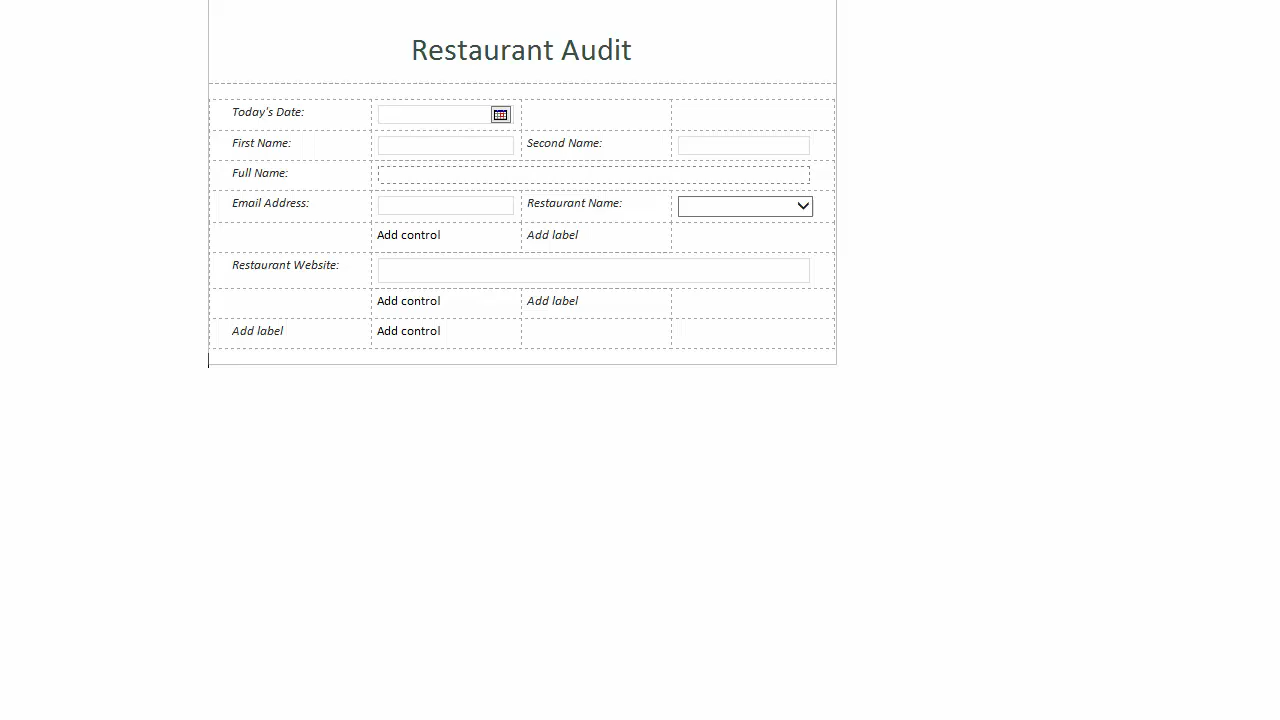 Restaurant Audit
Today's Date:
First Name: Second Name:
Full Name:
Email Address: Restaurant Name:
Add control Add label
Restaurant Website:
Add control Add label
Add label Add control